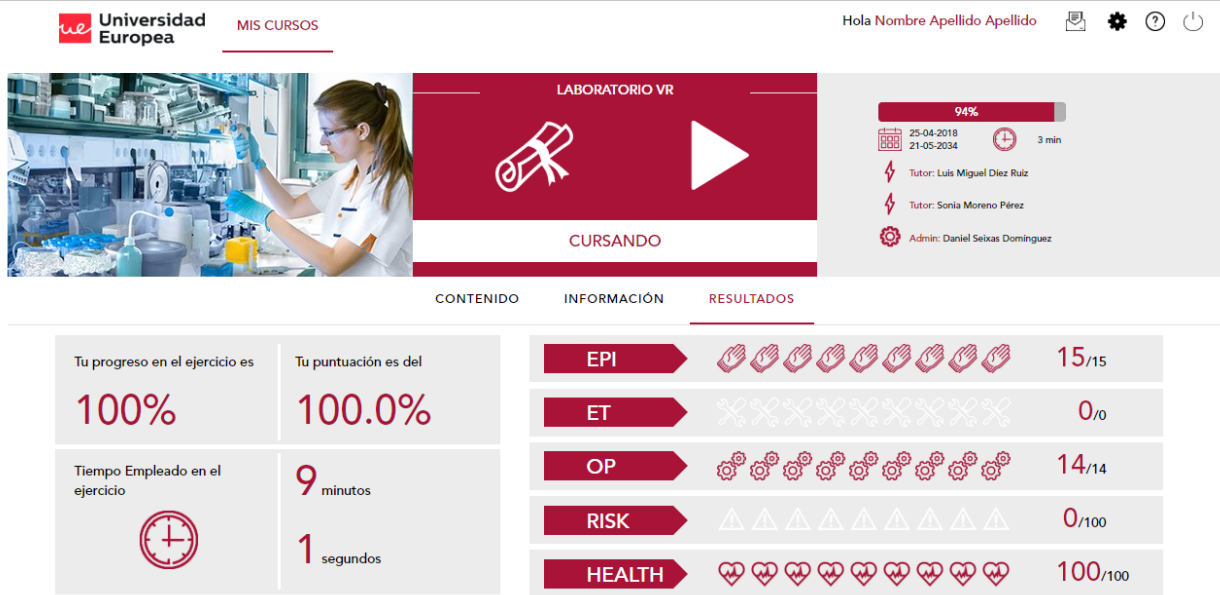 Universidad
Europea
MIS CURSOS
Hola Nombre Apellido Apellido
LABORATORIO VR
CURSANDO
94%
25-04-2018
21-05-2034
3 min
Tutor: Luis Miguel Díez Ruiz
Tutor: Sonia Moreno Pérez
Admin: Daniel Seixas Domínguez
CONTENIDO
INFORMACIÓN
RESULTADOS
Tu progreso en el ejercicio es
100%
Tu puntuación es del
100.0%
Tiempo Empleado en el
ejercicio
9 minutos
1 segundos
EPI 15/15
ET 0/0
OP 14/14
RISK 0/100
HEALTH 100/100